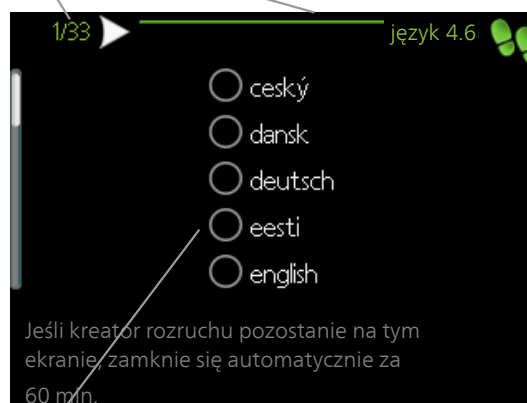 1/33
język 4.6
ceský
dansk
deutsch
eesti
english
Jeśli kreator rozruchu pozostanie na tym
ekranie, zamknie się automatycznie za
60 min.